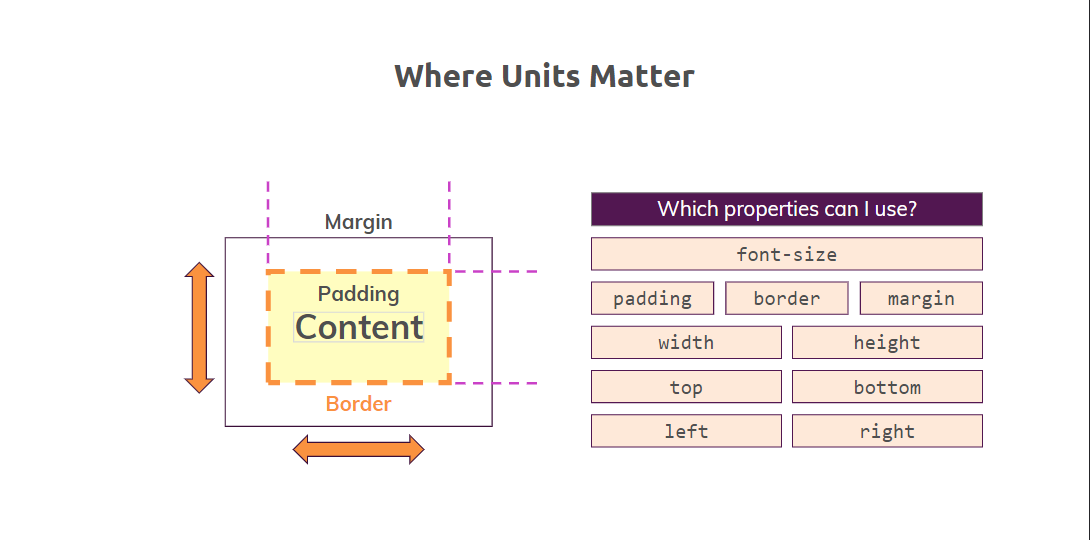 Where Units Matter
Margin
Padding
Content
Border
Which properties can I use?
font-size
padding border margin
width height
top bottom
left right